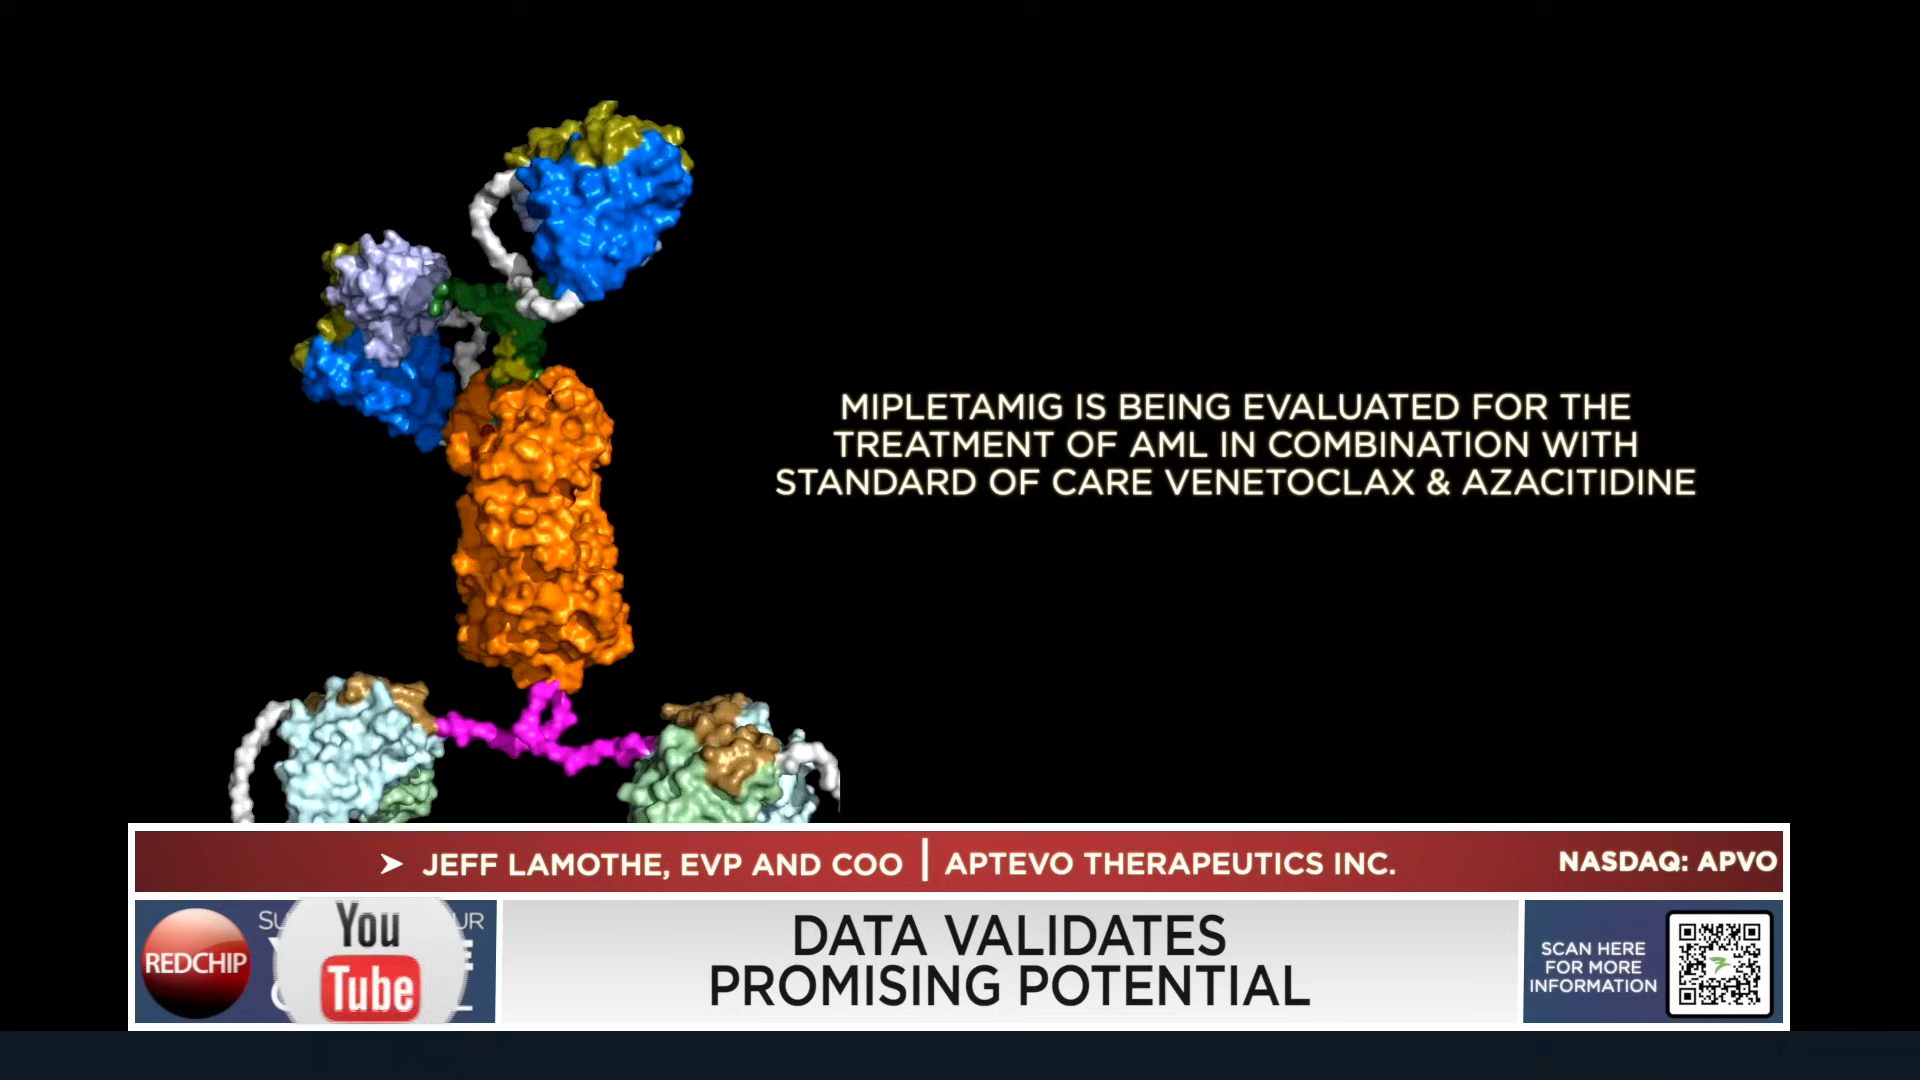 MIPLETAMIG IS BEING EVALUATED FOR THE
TREATMENT OF AML IN COMBINATION WITH
STANDARD OF CARE VENETOCLAX & AZACITIDINE
JEFF LAMOTHE, EVP AND COO | APTEVO THERAPEUTICS INC.
NASDAQ: APVO
REDCHIP
You
Tube
DATA VALIDATES
PROMISING POTENTIAL
SCAN HERE
FOR MORE
INFORMATION